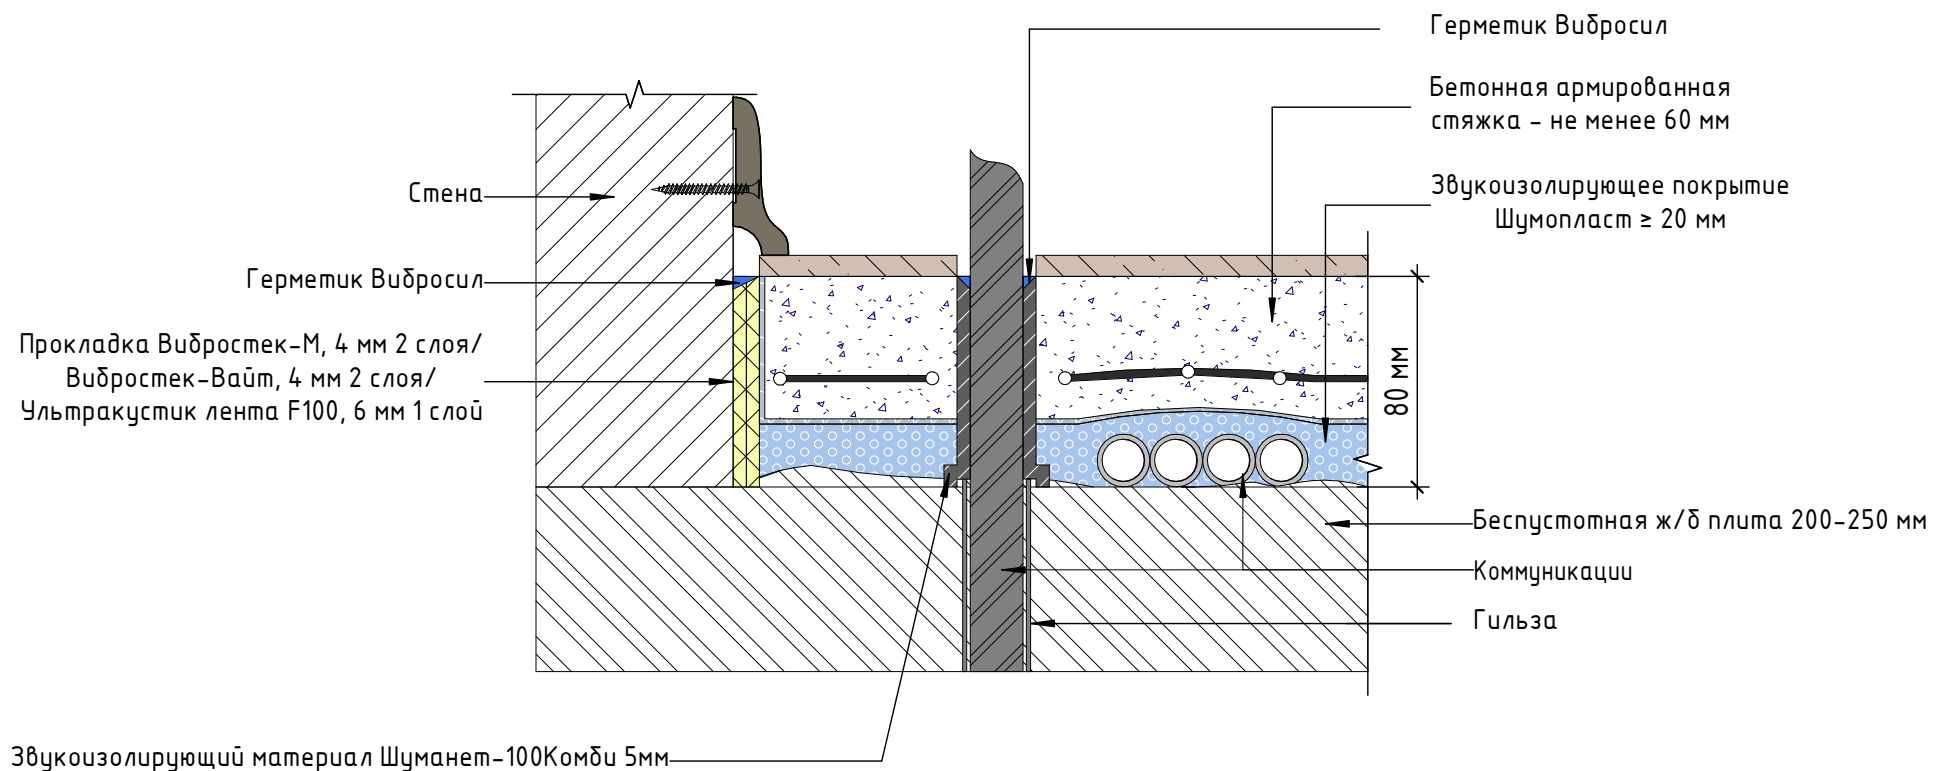 Герметик Вибросил
Бетонная армированная
стяжка - не менее 60 мм
Звукоизолирующее покрытие
Шумопласт ≥ 20 мм
Стена
Герметик Вибросил
Прокладка Вибростек-М, 4 мм 2 слоя/
Вибростек-Вайт, 4 мм 2 слоя/
Ультракустик лента F100, 6 мм 1 слой
80 мм
Беспустотная ж/б плита 200-250 мм
Коммуникации
Гильза
Звукоизолирующий материал Шуманет-100Комби 5мм